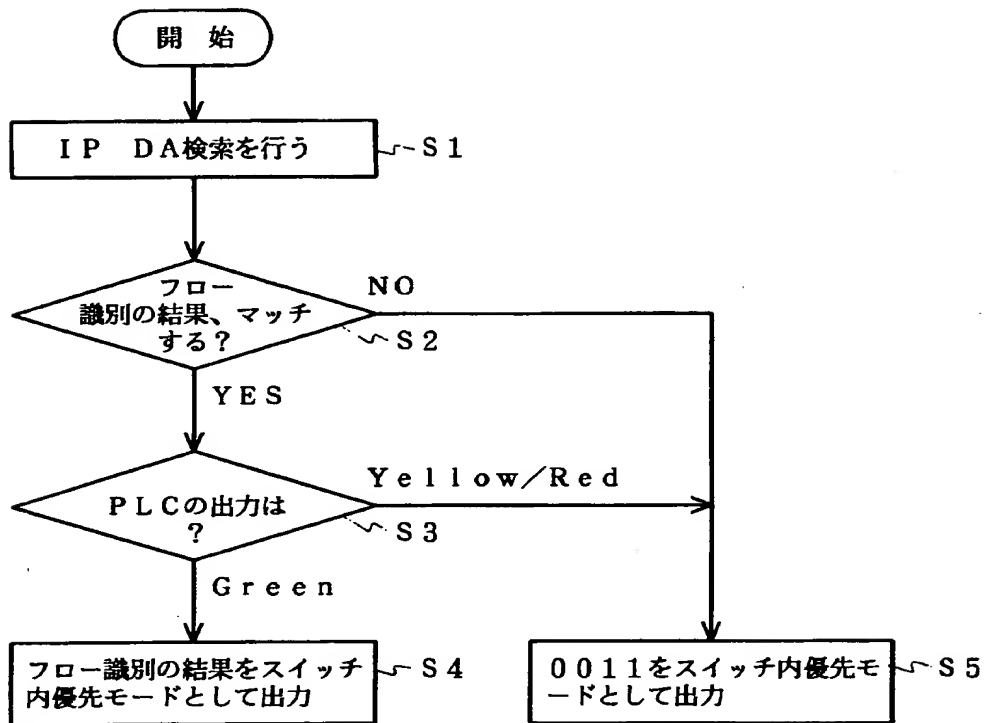 開 始
ＩＰ ＤＡ検索を行う
Ｓ１
フロー
識別の結果、マッチ
する？
ＮＯ
Ｓ２
ＹＥＳ
ＰＬＣの出力は
？
Ｙｅｌｌｏｗ／Ｒｅｄ
Ｓ３
Ｇｒｅｅｎ
フロー識別の結果をスイッチ
内優先モードとして出力
Ｓ４
００１１をスイッチ内優先モ
ードとして出力
Ｓ５